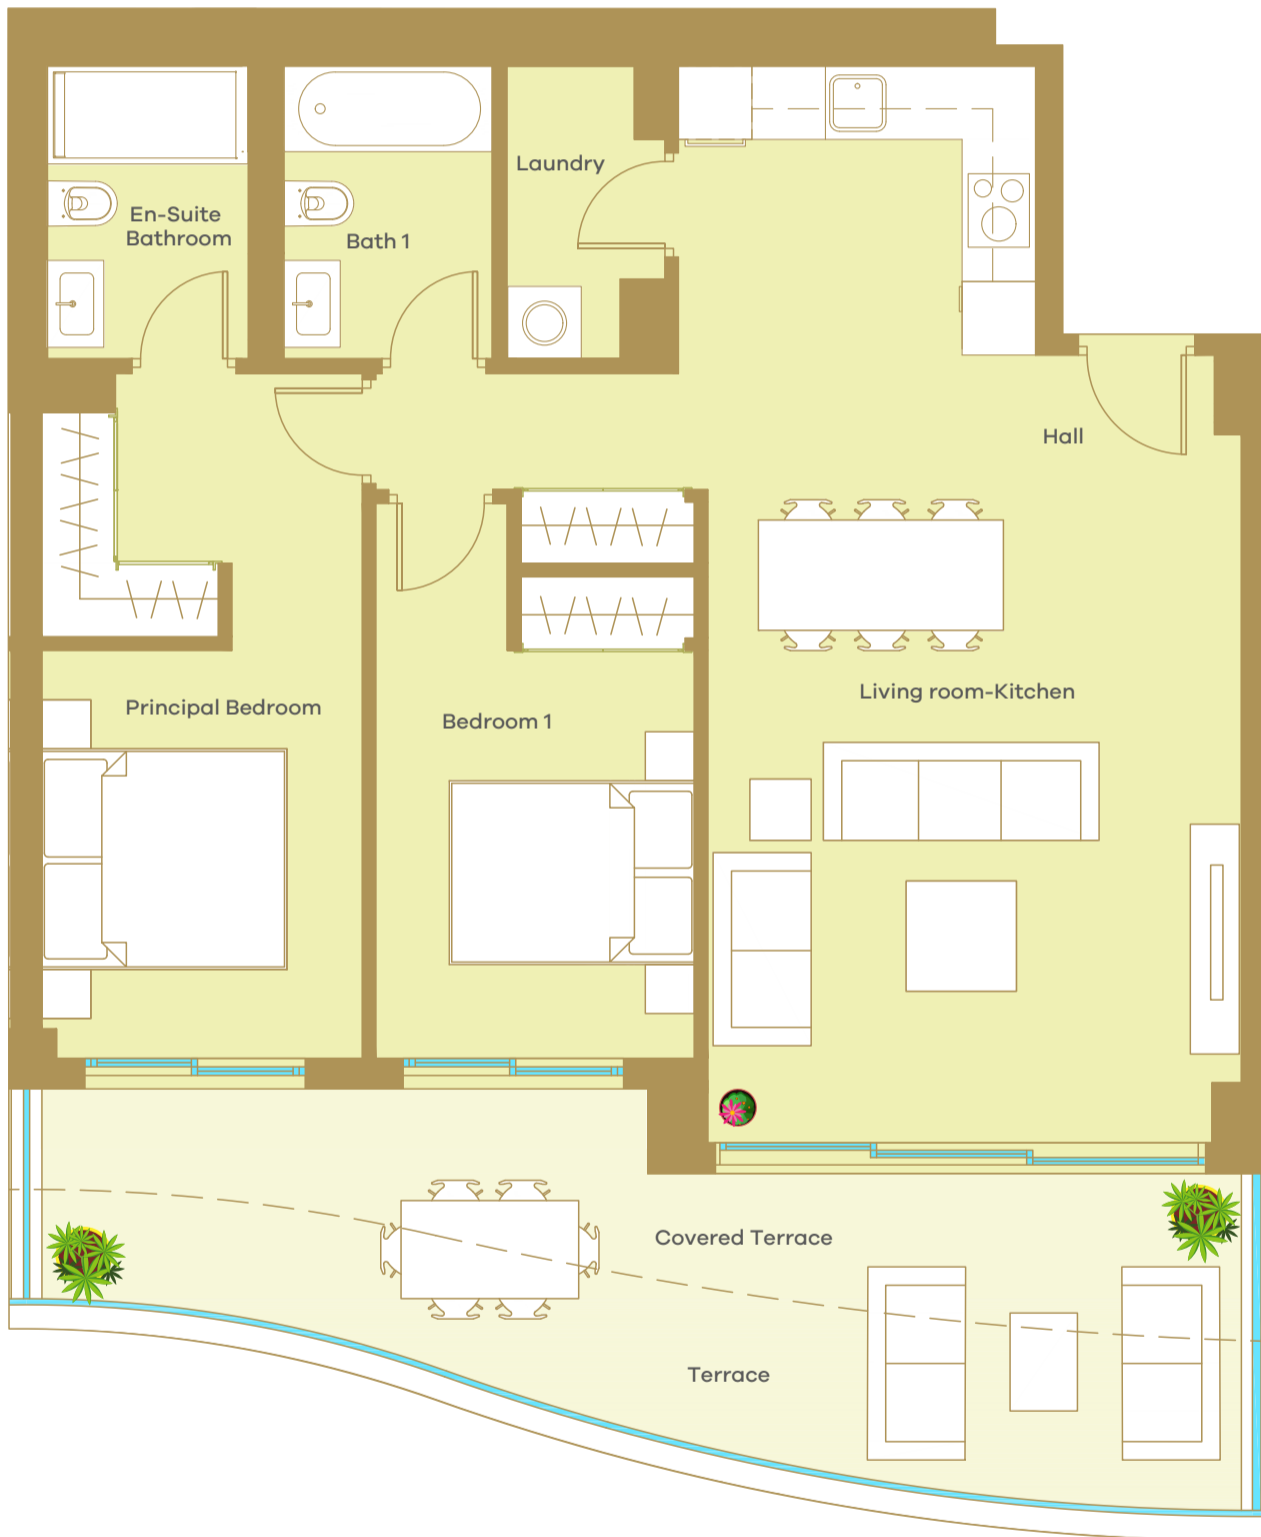 Laundry
En-Suite
Bathroom
Bath 1
Hall
Living room-Kitchen
Principal Bedroom
Bedroom 1
Covered Terrace
Terrace